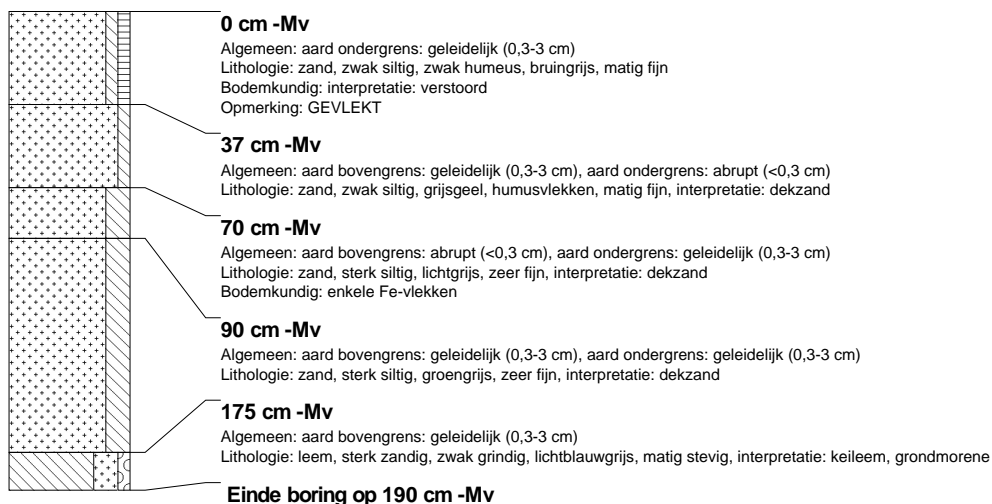 0 cm -Mv
Algemeen: aard ondergrens: geleidelijk (0,3-3 cm)
Lithologie: zand, zwak siltig, zwak humeus, bruingrijs, matig fijn
Bodemkundig: interpretatie: verstoord
Opmerking: GEVLEKT
37 cm -Mv
Algemeen: aard bovengrens: geleidelijk (0,3-3 cm), aard ondergrens: abrupt (<0,3 cm)
Lithologie: zand, zwak siltig, grijsgeel, humusvlekken, matig fijn, interpretatie: dekzand
70 cm -Mv
Algemeen: aard bovengrens: abrupt (<0,3 cm), aard ondergrens: geleidelijk (0,3-3 cm)
Lithologie: zand, sterk siltig, lichtgrijs, zeer fijn, interpretatie: dekzand
Bodemkundig: enkele Fe-vlekken
90 cm -Mv
Algemeen: aard bovengrens: geleidelijk (0,3-3 cm), aard ondergrens: geleidelijk (0,3-3 cm)
Lithologie: zand, sterk siltig, groengrijs, zeer fijn, interpretatie: dekzand
175 cm -Mv
Algemeen: aard bovengrens: geleidelijk (0,3-3 cm)
Lithologie: leem, sterk zandig, zwak grindig, lichtblauwgrijs, matig stevig, interpretatie: keileem, grondmorene
Einde boring op 190 cm -Mv